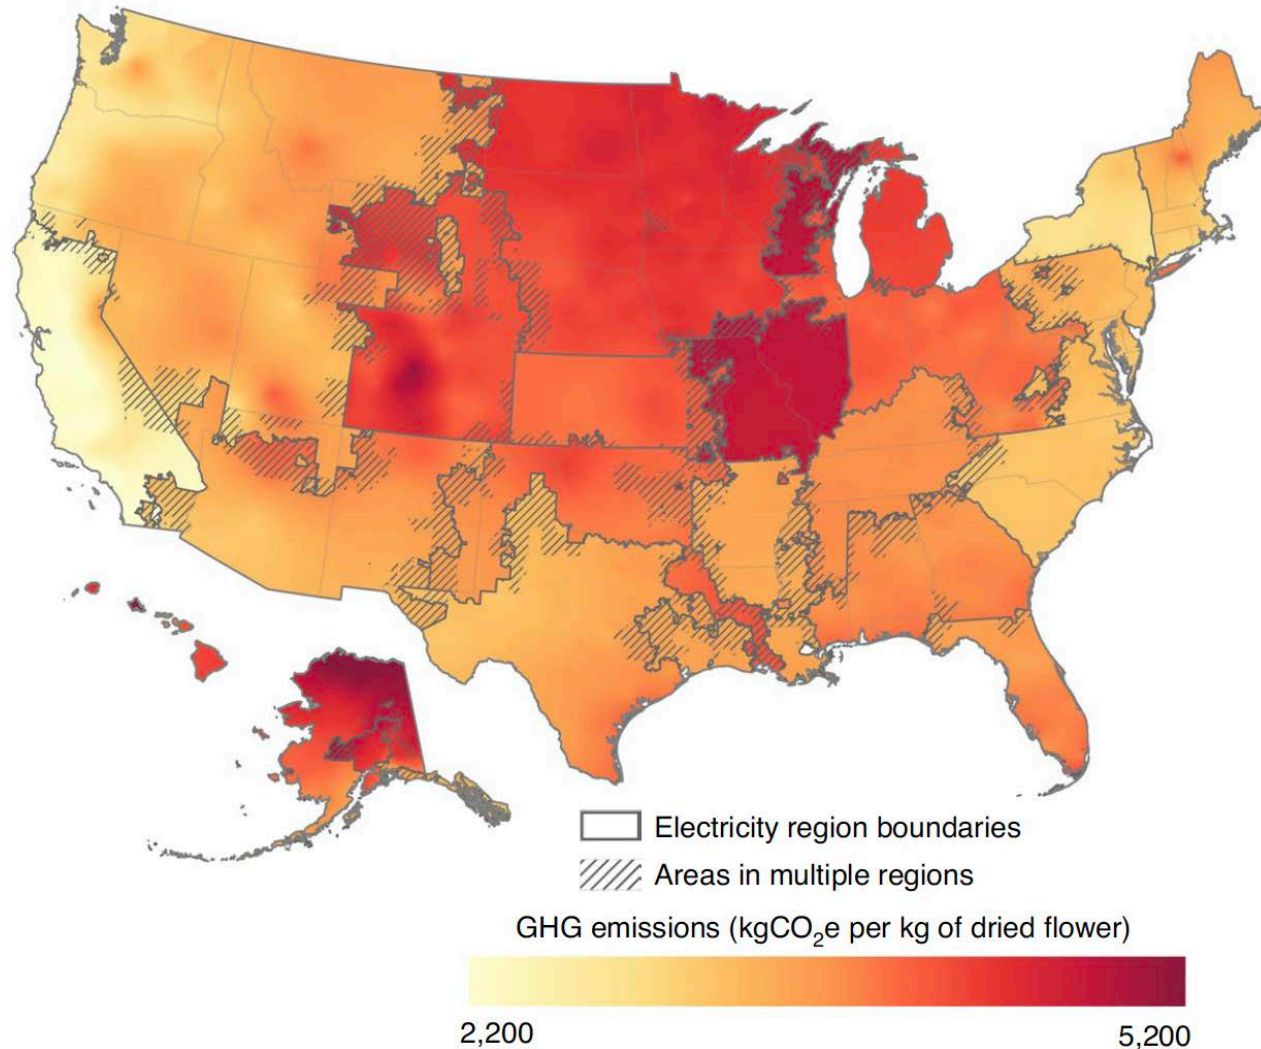 Electricity region boundaries
Areas in multiple regions
GHG emissions (kgCO₂e per kg of dried flower)
2,200 5,200